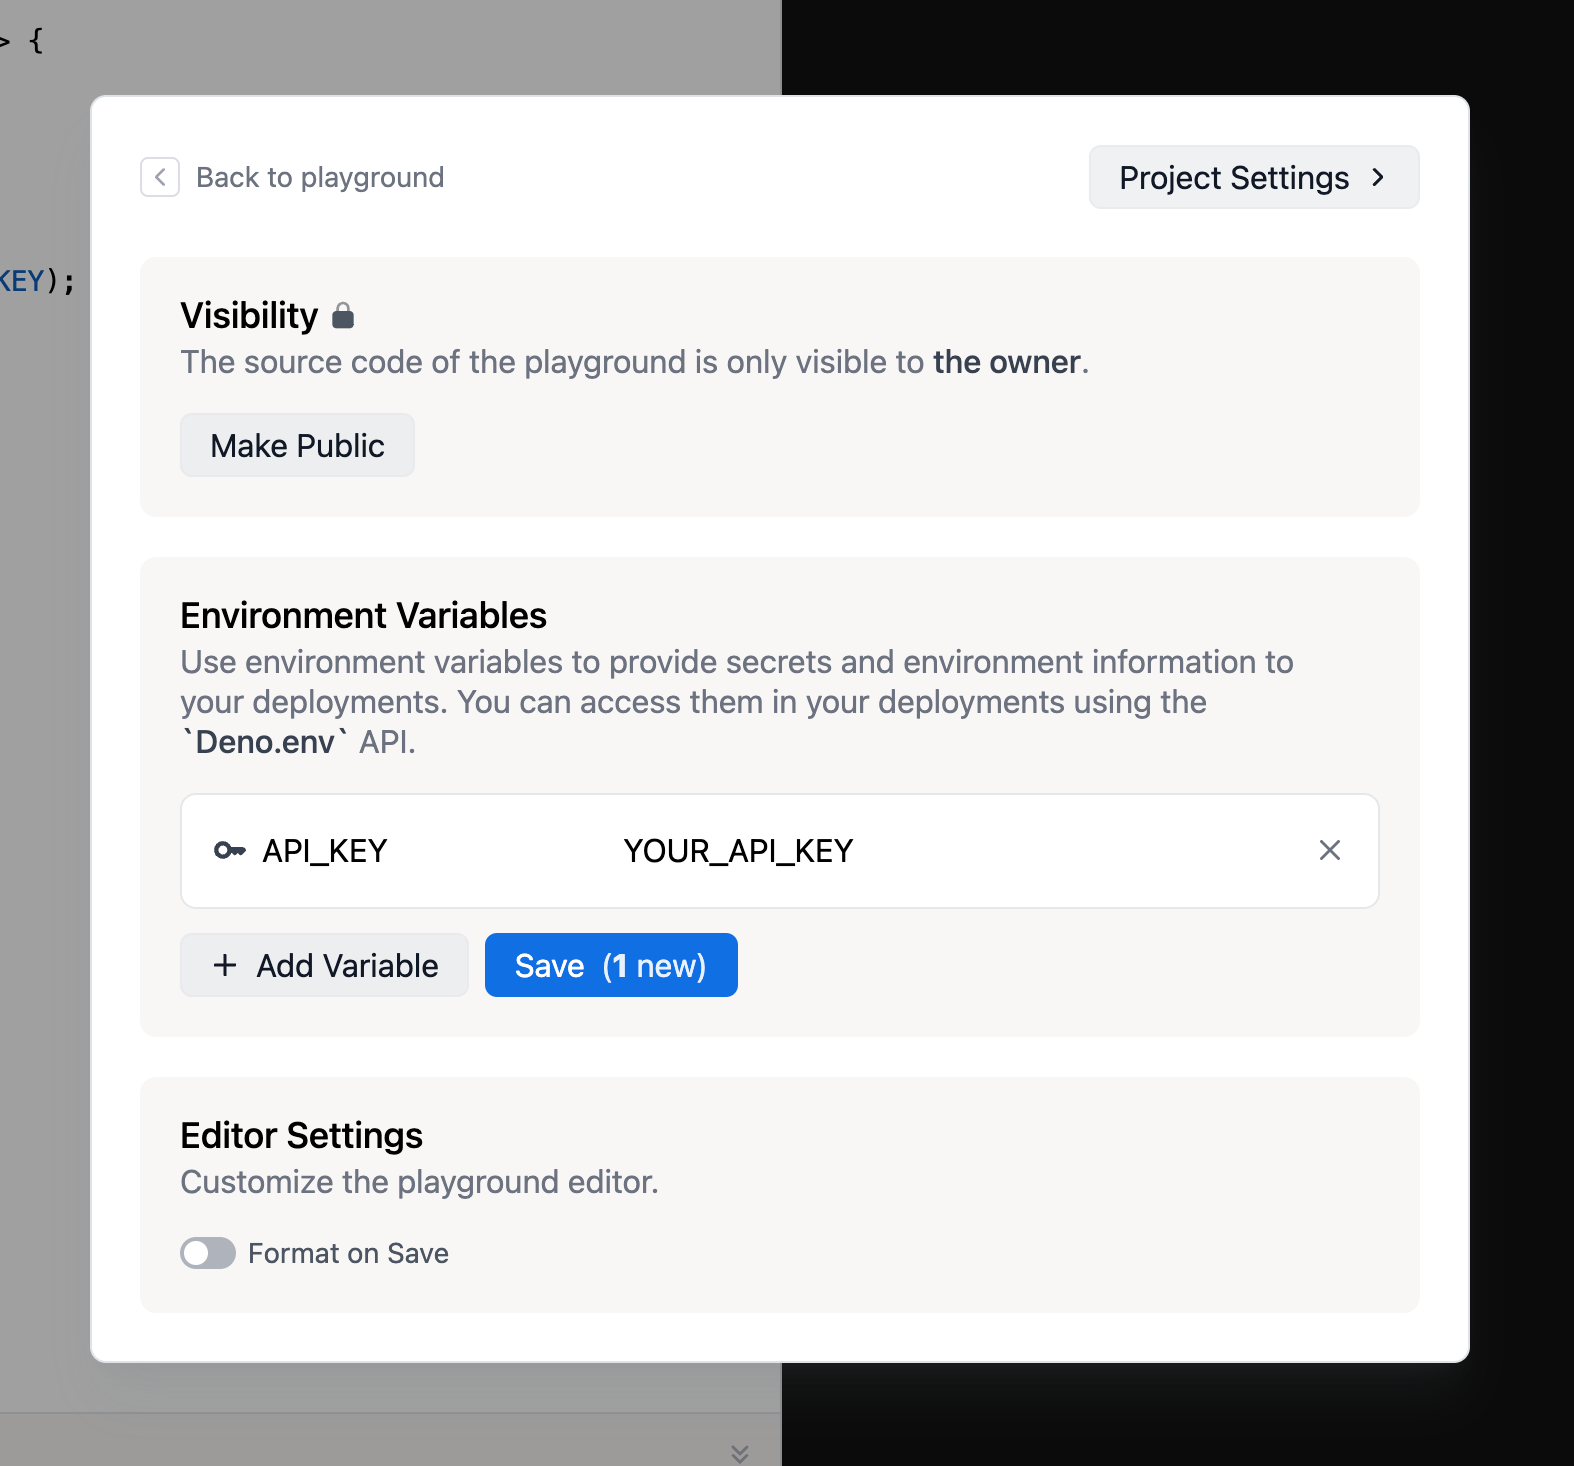 > {
KEY);
Back to playground
Project Settings
Visibility
The source code of the playground is only visible to the owner.
Make Public
Environment Variables
Use environment variables to provide secrets and environment information to
your deployments. You can access them in your deployments using the
`Deno.env` API.
API_KEY YOUR_API_KEY
+ Add Variable
Save (1 new)
Editor Settings
Customize the playground editor.
Format on Save